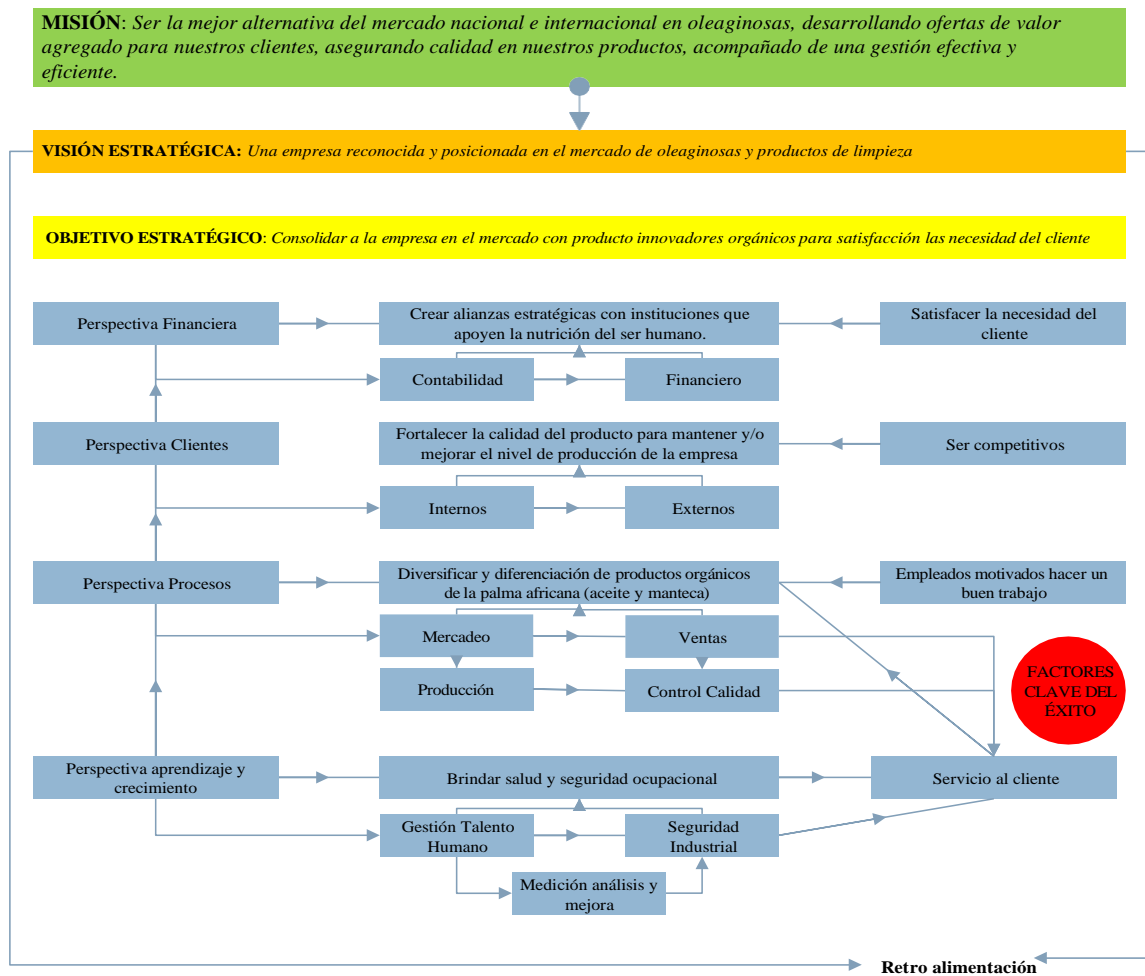 MISIÓN: Ser la mejor alternativa del mercado nacional e internacional en oleaginosas, desarrollando ofertas de valor
agregado para nuestros clientes, asegurando calidad en nuestros productos, acompañado de una gestión efectiva y
eficiente.
VISIÓN ESTRATÉGICA: Una empresa reconocida y posicionada en el mercado de oleaginosas y productos de limpieza
OBJETIVO ESTRATÉGICO: Consolidar a la empresa en el mercado con producto innovadores orgánicos para satisfacción las necesidad del cliente
Perspectiva Financiera
Crear alianzas estratégicas con instituciones que
apoyen la nutrición del ser humano.
Satisfacer la necesidad del
cliente
Contabilidad
Financiero
Perspectiva Clientes
Fortalecer la calidad del producto para mantener y/o
mejorar el nivel de producción de la empresa
Ser competitivos
Internos
Externos
Perspectiva Procesos
Diversificar y diferenciación de productos orgánicos
de la palma africana (aceite y manteca)
Empleados motivados hacer un
buen trabajo
Mercadeo
Ventas
Producción
Control Calidad
FACTORES
CLAVE DEL
ÉXITO
Perspectiva aprendizaje y
crecimiento
Brindar salud y seguridad ocupacional
Servicio al cliente
Gestión Talento
Humano
Seguridad
Industrial
Medición análisis y
mejora
Retro alimentación